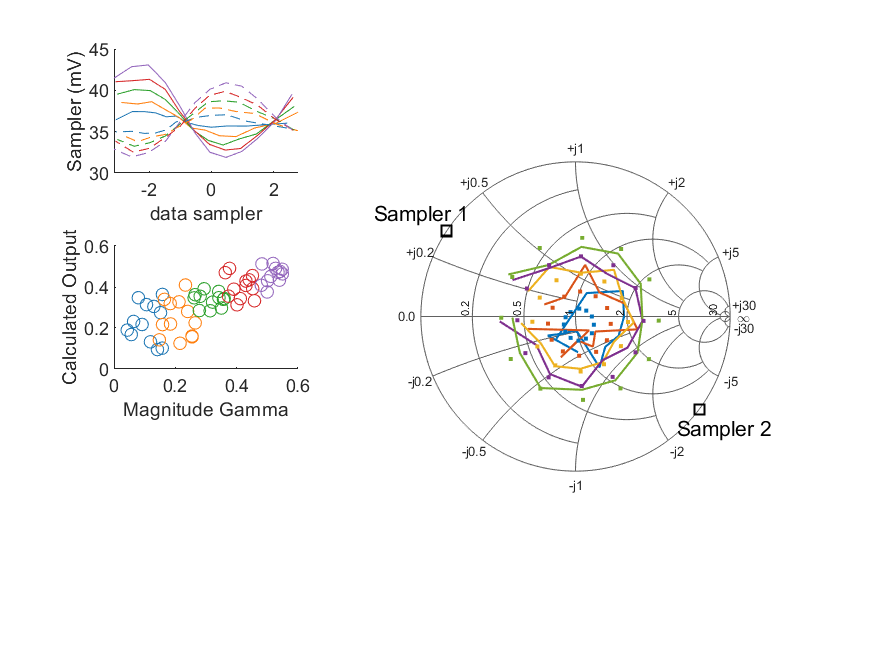 45
40
35
30
Sampler (mV)
-2
0
2
data sampler
0.6
0.4
0.2
0
Calculated Output
0
0.2
0.4
0.6
Magnitude Gamma
+j1
+j0.5
+j2
Sampler 1
+j0.2
+j5
0.0
0.2
0.5
2
5
30
+j30
∞
-j30
-j0.2
-j5
Sampler 2
-j0.5
-j2
-j1